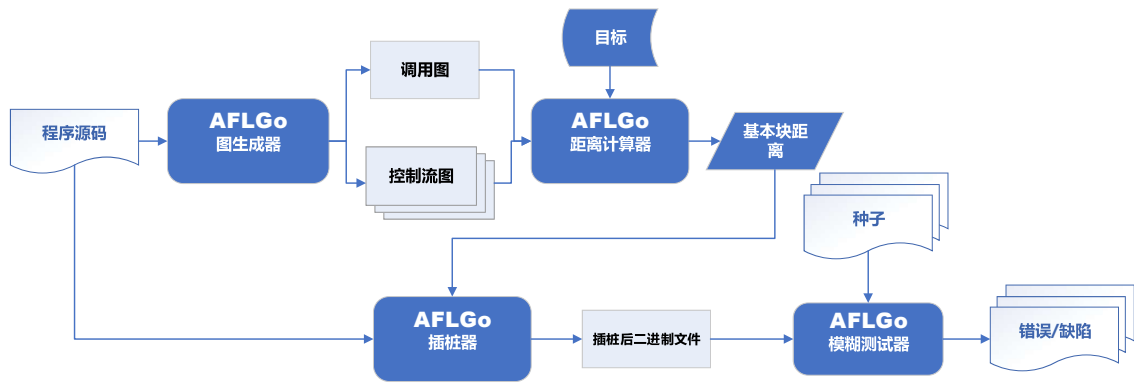 目标
调用图
程序源码
AFLGo
图生成器
AFLGo
距离计算器
基本块距
离
控制流图
种子
AFLGo
插桩器
插桩后二进制文件
AFLGo
模糊测试器
错误/缺陷